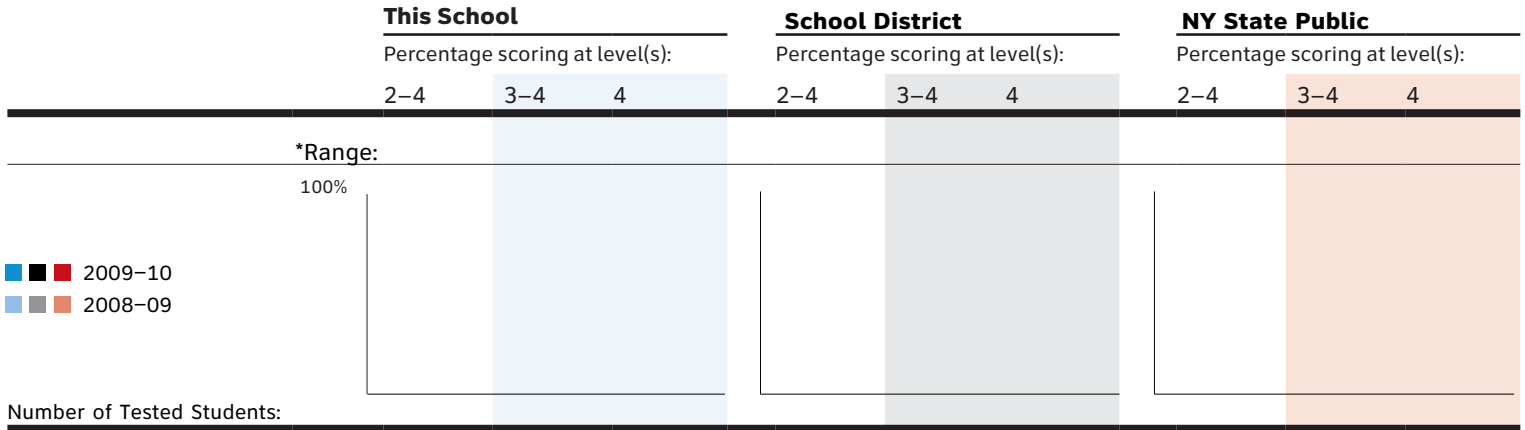 This School School District NY State Public
Percentage scoring at level(s): Percentage scoring at level(s): Percentage scoring at level(s):
2–4 3–4 4 2–4 3–4 4 2–4 3–4 4
*Range:
100%
2009–10
2008–09
Number of Tested Students: